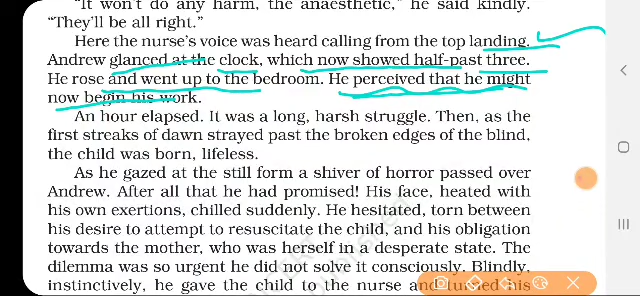 "It won't do any harm, the anaesthetic," he said kindly.
"They'll be all right."
Here the nurse's voice was heard calling from the top landing.
Andrew glanced at the clock, which now showed half-past three.
He rose and went up to the bedroom. He perceived that he might
now begin his work.
An hour elapsed. It was a long, harsh struggle. Then, as the
first streaks of dawn strayed past the broken edges of the blind,
the child was born, lifeless.
As he gazed at the still form a shiver of horror passed over
Andrew. After all that he had promised! His face, heated with
his own exertions, chilled suddenly. He hesitated, torn between
his desire to attempt to resuscitate the child, and his obligation
towards the mother, who was herself in a desperate state. The
dilemma was so urgent he did not solve it consciously. Blindly,
instinctively, he gave the child to the nurse and turned his